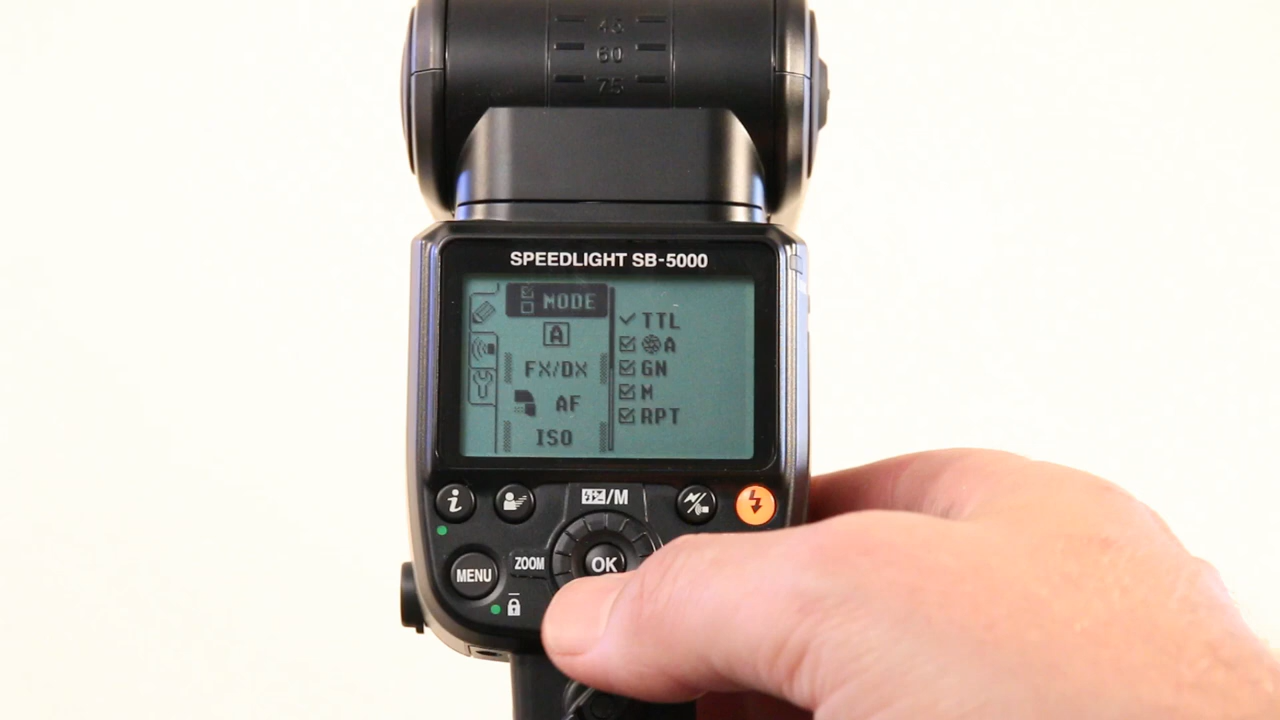 45
60
75
SPEEDLIGHT SB-5000
MODE
A
FX/DX
AF
ISO
TTL
A
GN
M
RPT
i
/M
MENU
ZOOM
OK